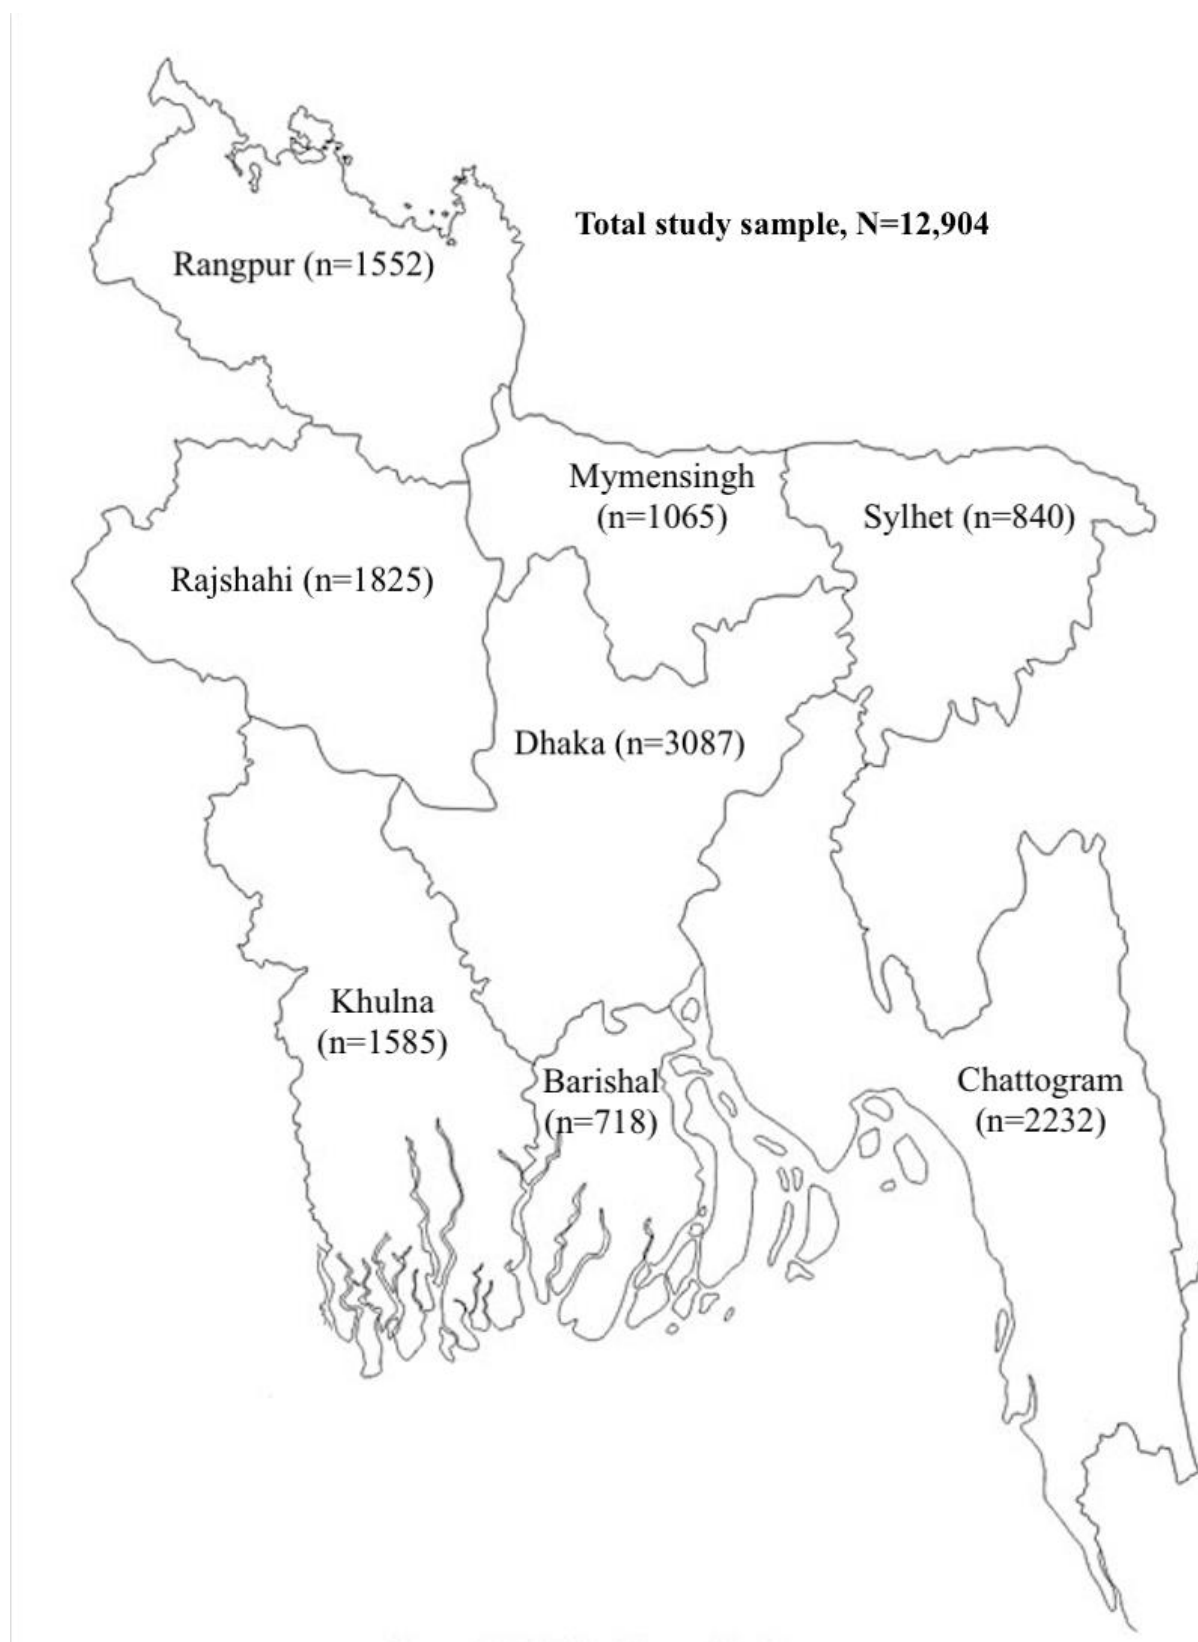 Total study sample, N=12,904
Rangpur (n=1552)
Mymensingh
(n=1065)
Sylhet (n=840)
Rajshahi (n=1825)
Dhaka (n=3087)
Khulna
(n=1585)
Barishal
(n=718)
Chattogram
(n=2232)